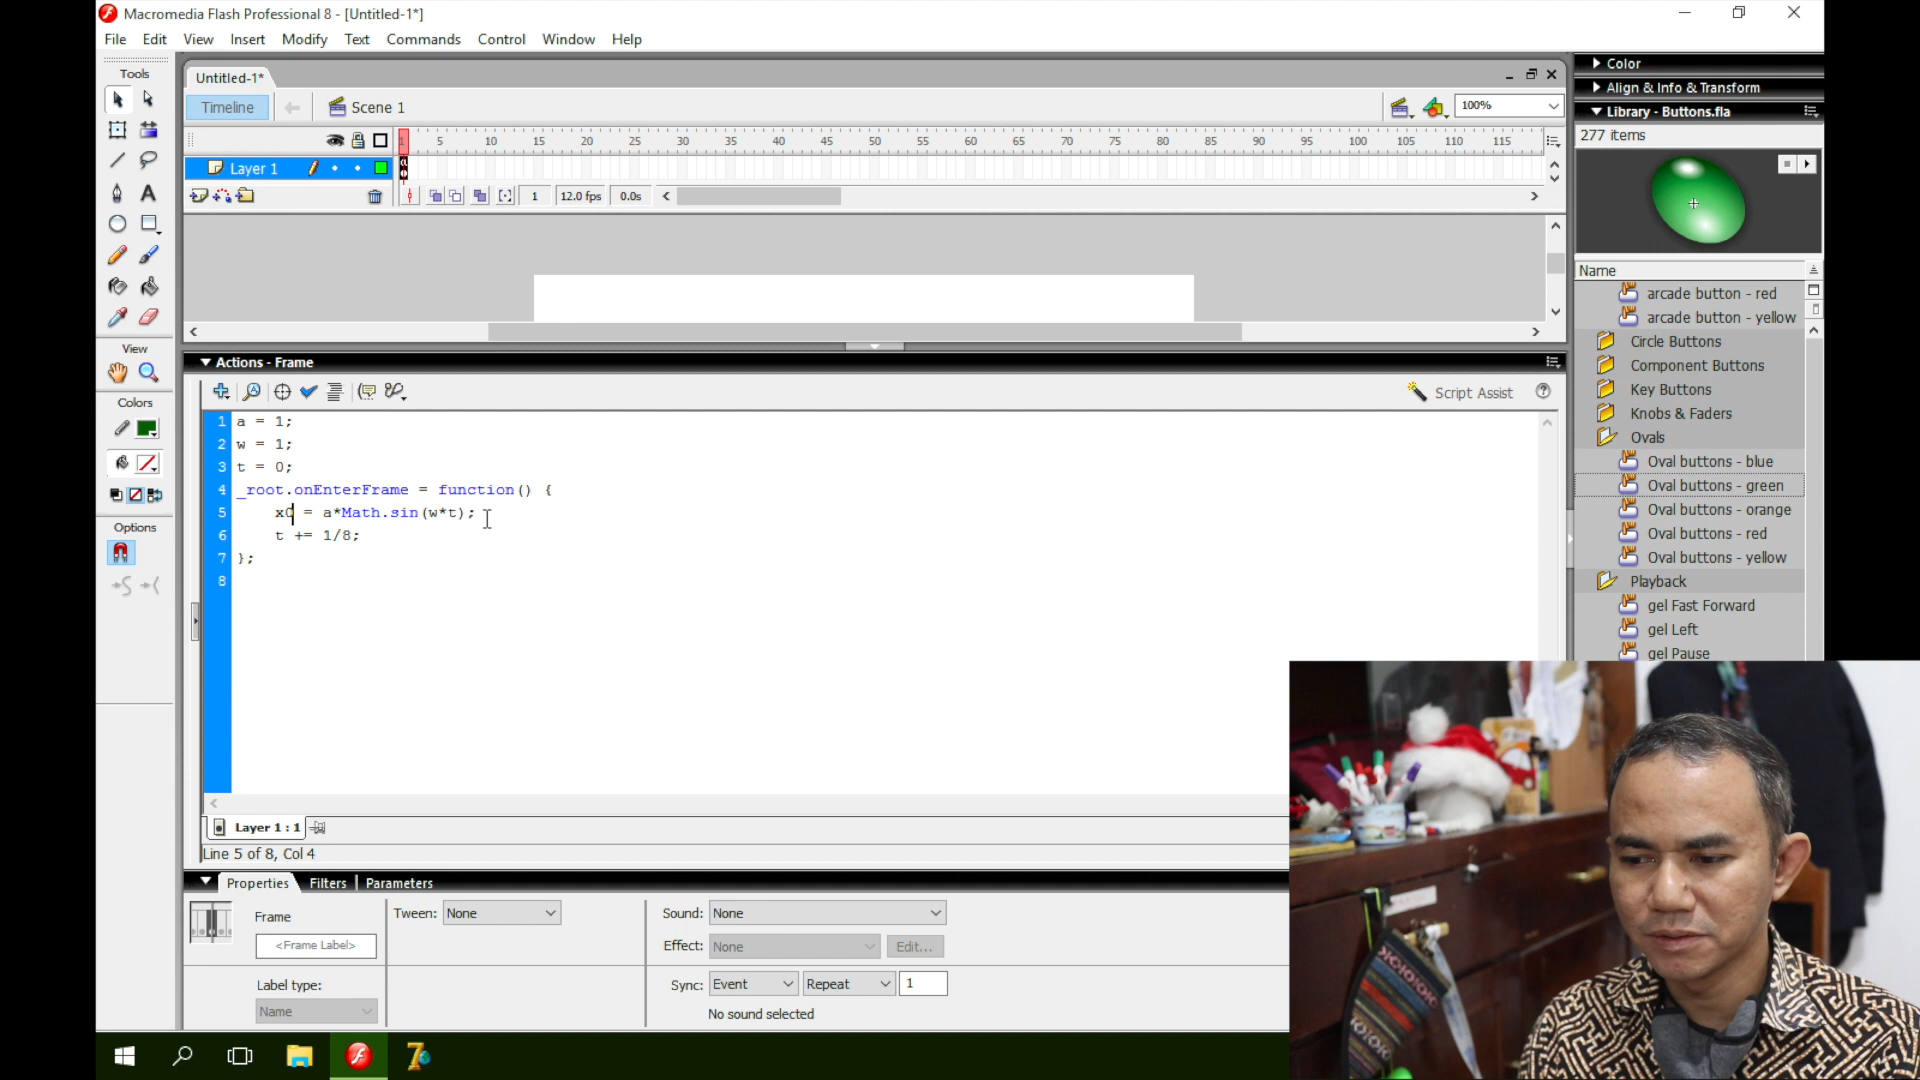 Macromedia Flash Professional 8 - [Untitled-1*]
File Edit View Insert Modify Text Commands Control Window Help
Tools
Untitled-1*
Timeline
Scene 1
100%
1 5 10 15 20 25 30 35 40 45 50 55 60 65 70 75 80 85 90 95 100 105 110 115
Layer 1
1 12.0 fps 0.0s
View
Colors
Options
Color
Align & Info & Transform
Library - Buttons.fla
277 items
Name
arcade button - red
arcade button - yellow
Circle Buttons
Component Buttons
Key Buttons
Knobs & Faders
Ovals
Oval buttons - blue
Oval buttons - green
Oval buttons - orange
Oval buttons - red
Oval buttons - yellow
Playback
gel Fast Forward
gel Left
gel Pause
Actions - Frame
Script Assist
1 a = 1;
2 w = 1;
3 t = 0;
4 _root.onEnterFrame = function() {
5 x0 = a*Math.sin(w*t);
6 t += 1/8;
7 };
8
Layer 1 : 1
Line 5 of 8, Col 4
Properties Filters Parameters
Frame
<Frame Label>
Label type:
Name
Tween: None
Sound: None
Effect: None Edit...
Sync: Event Repeat 1
No sound selected